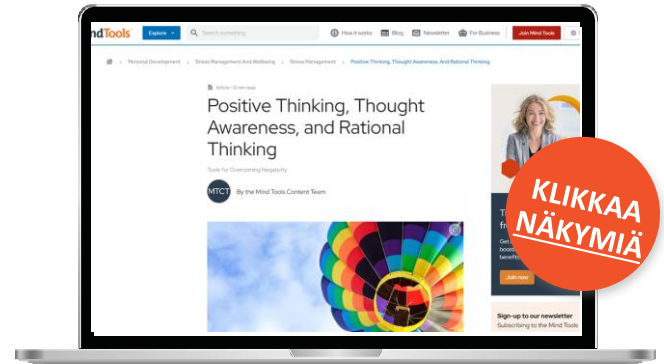 ndTools
Explore
Search something
How it works
Blog
Newsletter
For Business
Join Mind Tools
Personal Development
Stress Management And Wellbeing
Stress Management
Positive Thinking, Thought Awareness, And Rational Thinking
Article • 12 min read
Positive Thinking, Thought
Awareness, and Rational
Thinking
Tools for Overcoming Negativity
MTCT
By the Mind Tools Content Team
KLIKKAA
NÄKYMIÄ
Join now
Sign-up to our newsletter
Subscribing to the Mind Tools